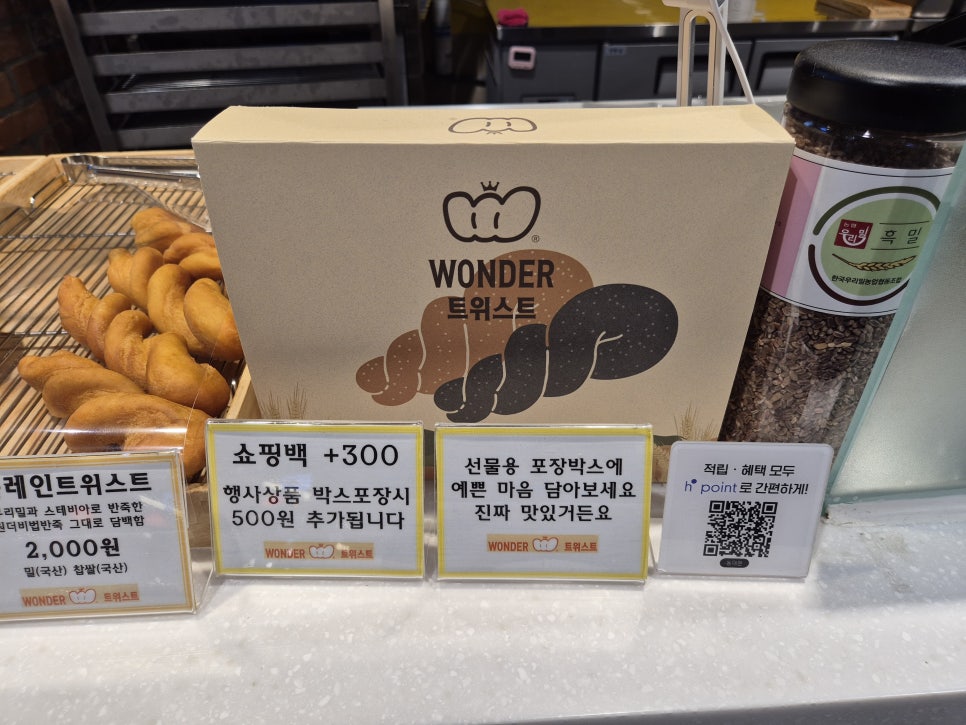 WONDER
트위스트
우리밀
흑밀
한국우리밀농업협동조합
레인트위스트
우리밀과 스테비아로 반죽한
원더비법반죽 그대로 담백함
2,000원
밀(국산) 찹쌀(국산)
WONDER 트위스트
쇼핑백 +300
행사상품 박스포장시
500원 추가됩니다
WONDER 트위스트
선물용 포장박스에
예쁜 마음 담아보세요
진짜 맛있거든요
WONDER 트위스트
적립 · 혜택 모두
h point로 간편하게!